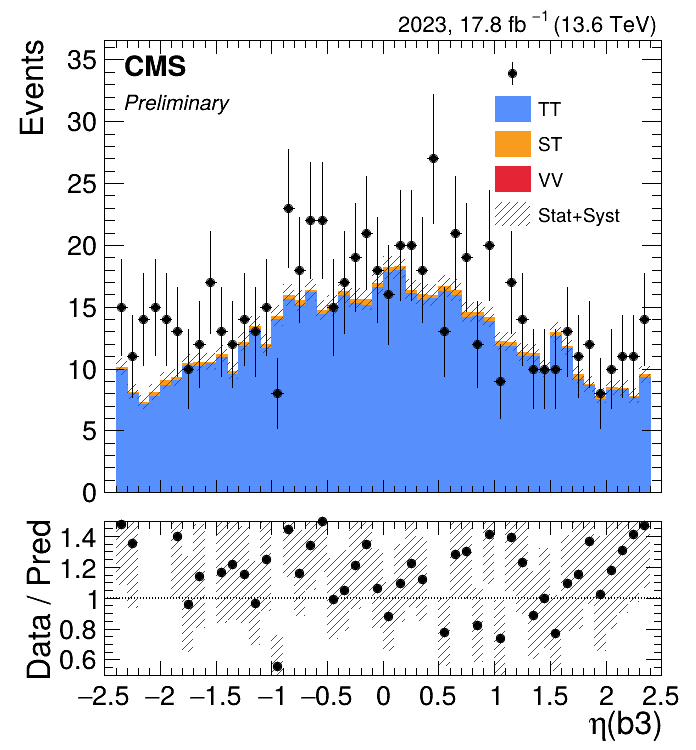 2023, 17.8 fb⁻¹ (13.6 TeV)
Events
CMS
Preliminary
TT
ST
VV
Stat+Syst
35
30
25
20
15
10
5
0
Data / Pred
1.4
1.2
1
0.8
0.6
−2.5 −2 −1.5 −1 −0.5 0 0.5 1 1.5 2 2.5
η(b3)